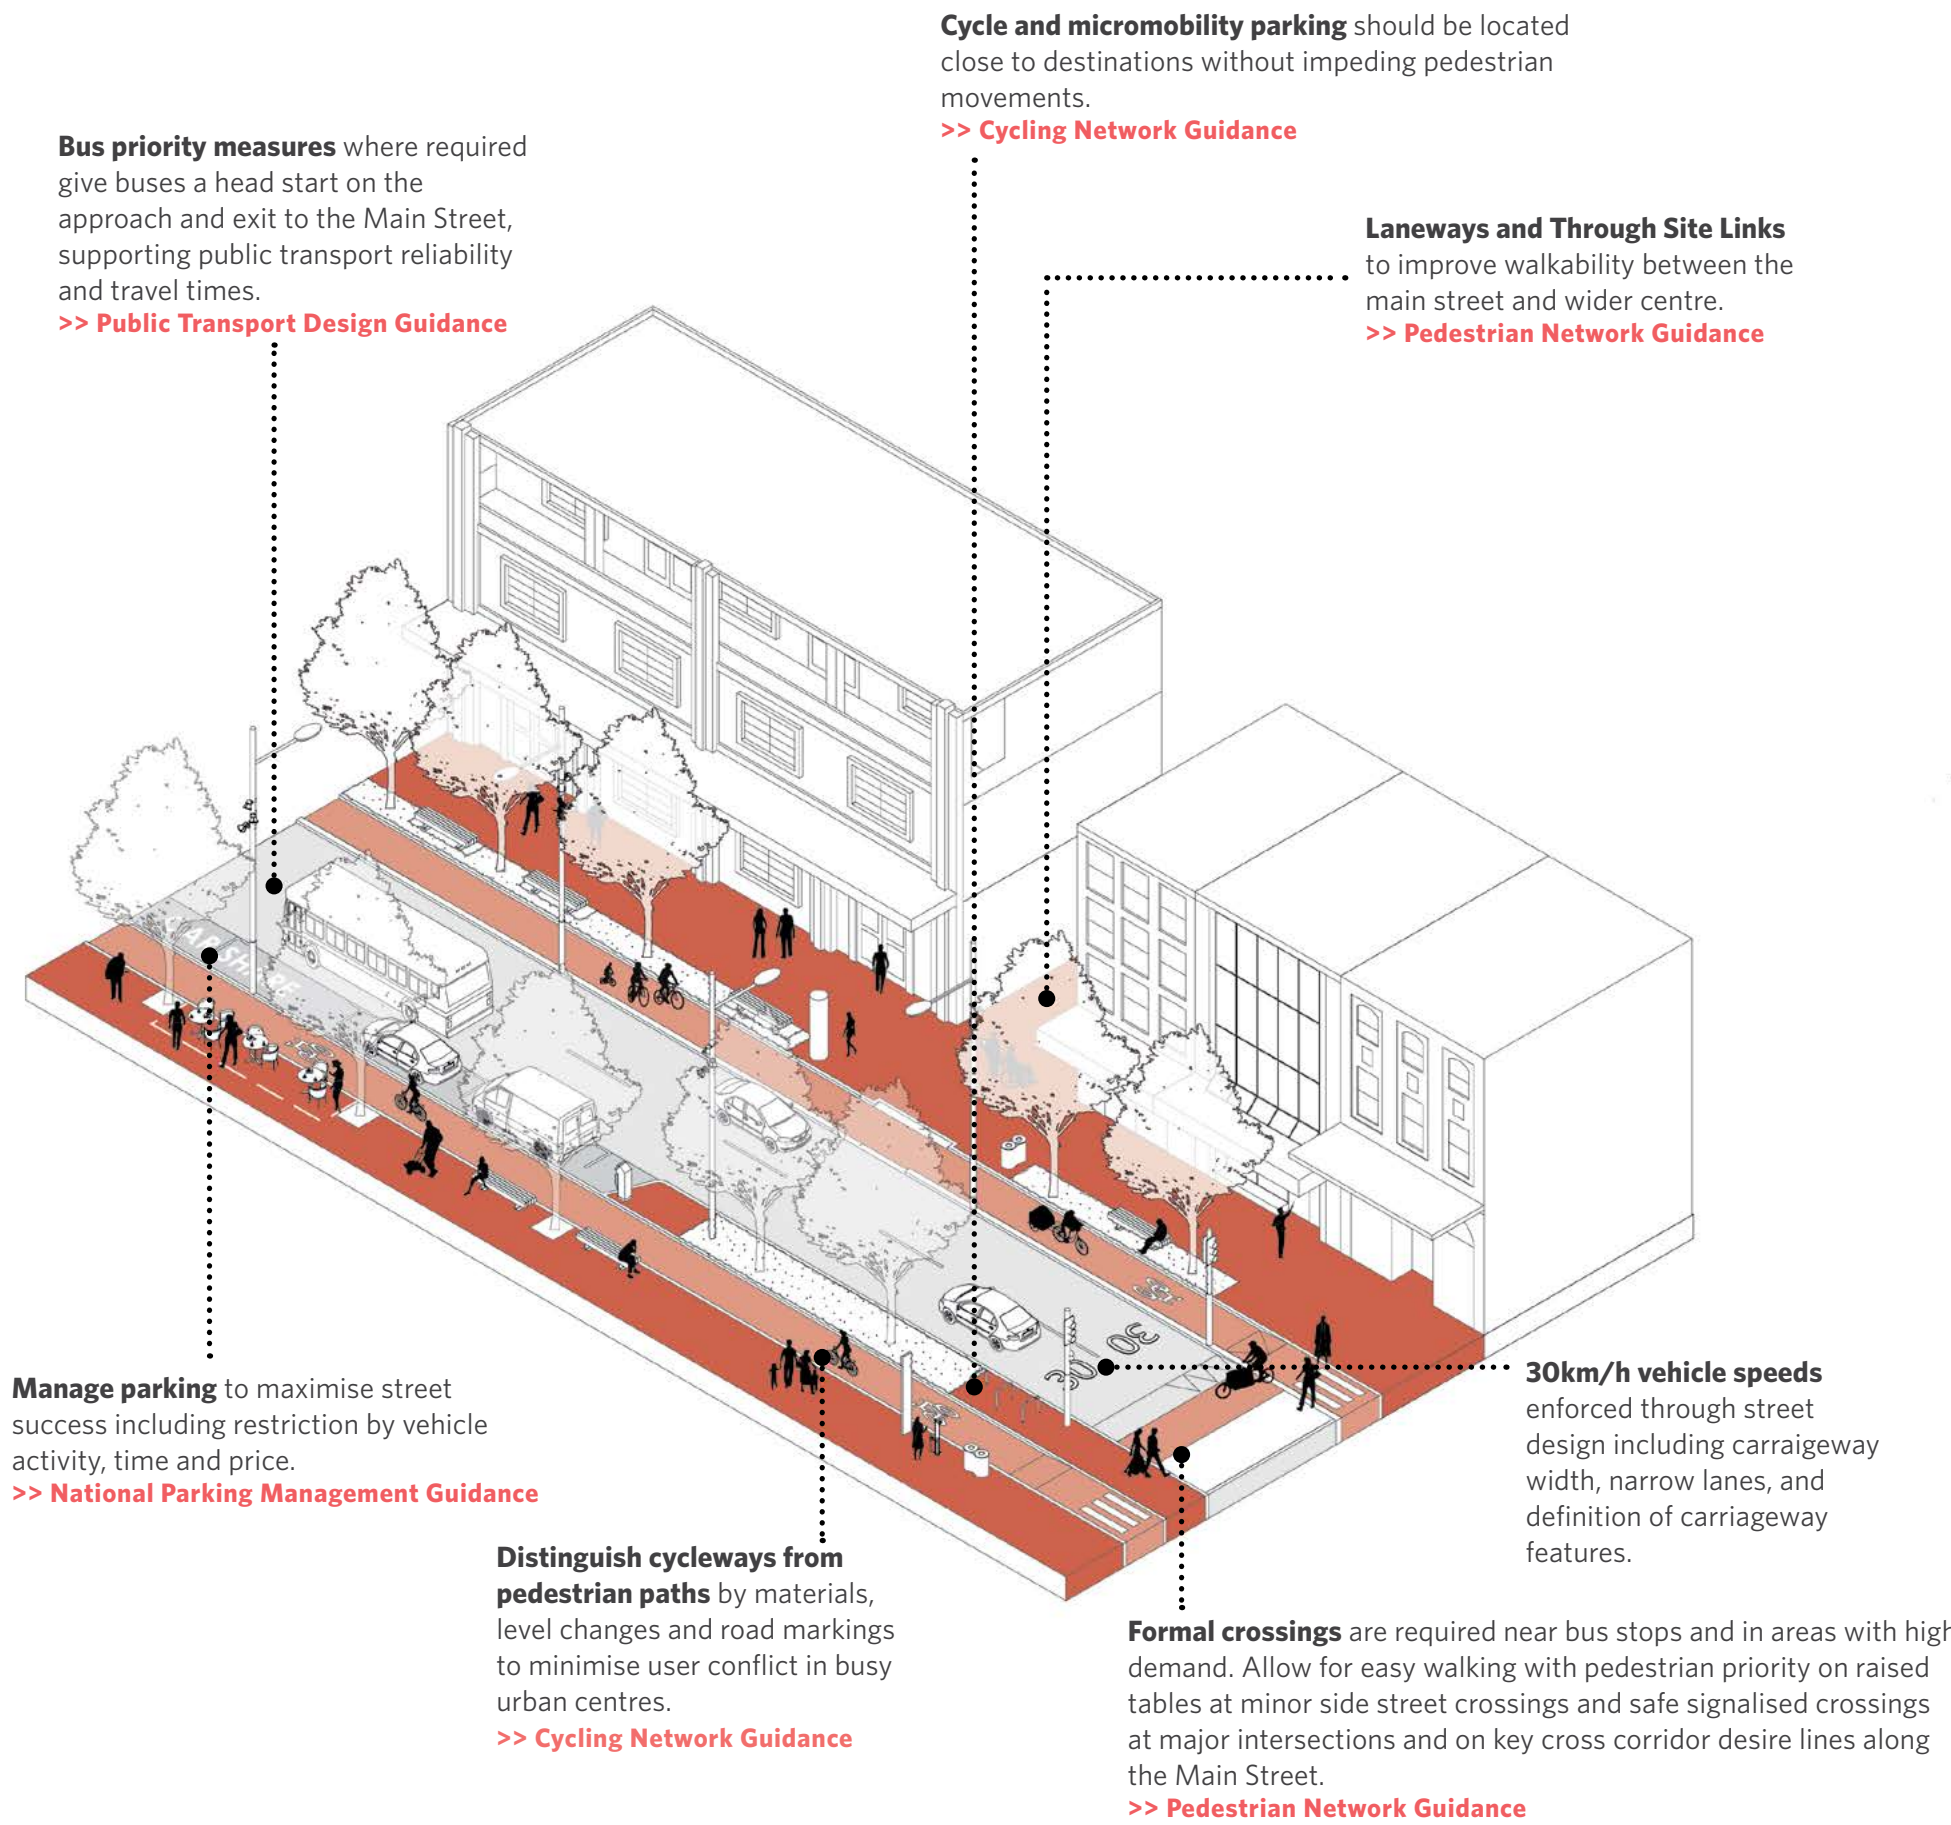 Cycle and micromobility parking should be located
close to destinations without impeding pedestrian
movements.
>> Cycling Network Guidance
Bus priority measures where required
give buses a head start on the
approach and exit to the Main Street,
supporting public transport reliability
and travel times.
>> Public Transport Design Guidance
Laneways and Through Site Links
to improve walkability between the
main street and wider centre.
>> Pedestrian Network Guidance
CAR SHARE
30
30
Manage parking to maximise street
success including restriction by vehicle
activity, time and price.
>> National Parking Management Guidance
30km/h vehicle speeds
enforced through street
design including carraigeway
width, narrow lanes, and
definition of carriageway
features.
Distinguish cycleways from
pedestrian paths by materials,
level changes and road markings
to minimise user conflict in busy
urban centres.
>> Cycling Network Guidance
Formal crossings are required near bus stops and in areas with high
demand. Allow for easy walking with pedestrian priority on raised
tables at minor side street crossings and safe signalised crossings
at major intersections and on key cross corridor desire lines along
the Main Street.
>> Pedestrian Network Guidance